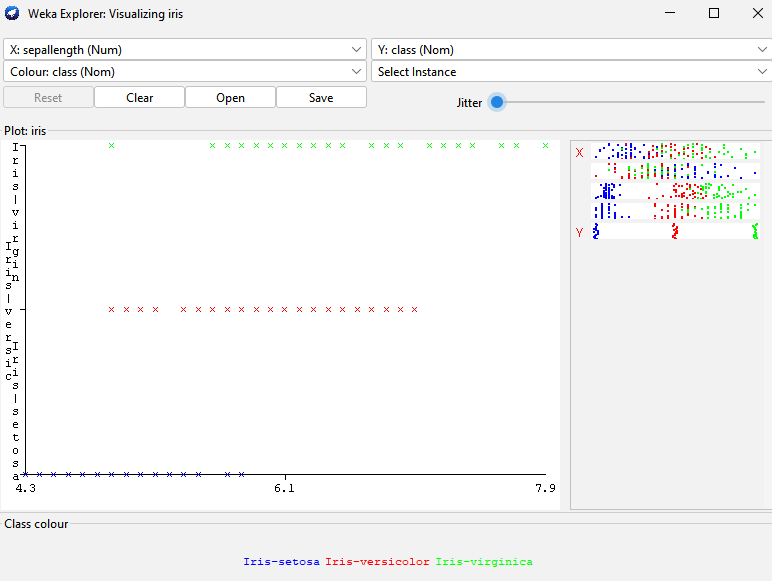 Weka Explorer: Visualizing iris
X: sepallength (Num)
Y: class (Nom)
Colour: class (Nom)
Select Instance
Reset
Clear
Open
Save
Jitter
Plot: iris
Iris-virgin
Iris-versic
Iris-setosa
4.3
6.1
7.9
X
Y
Class colour
Iris-setosa Iris-versicolor Iris-virginica